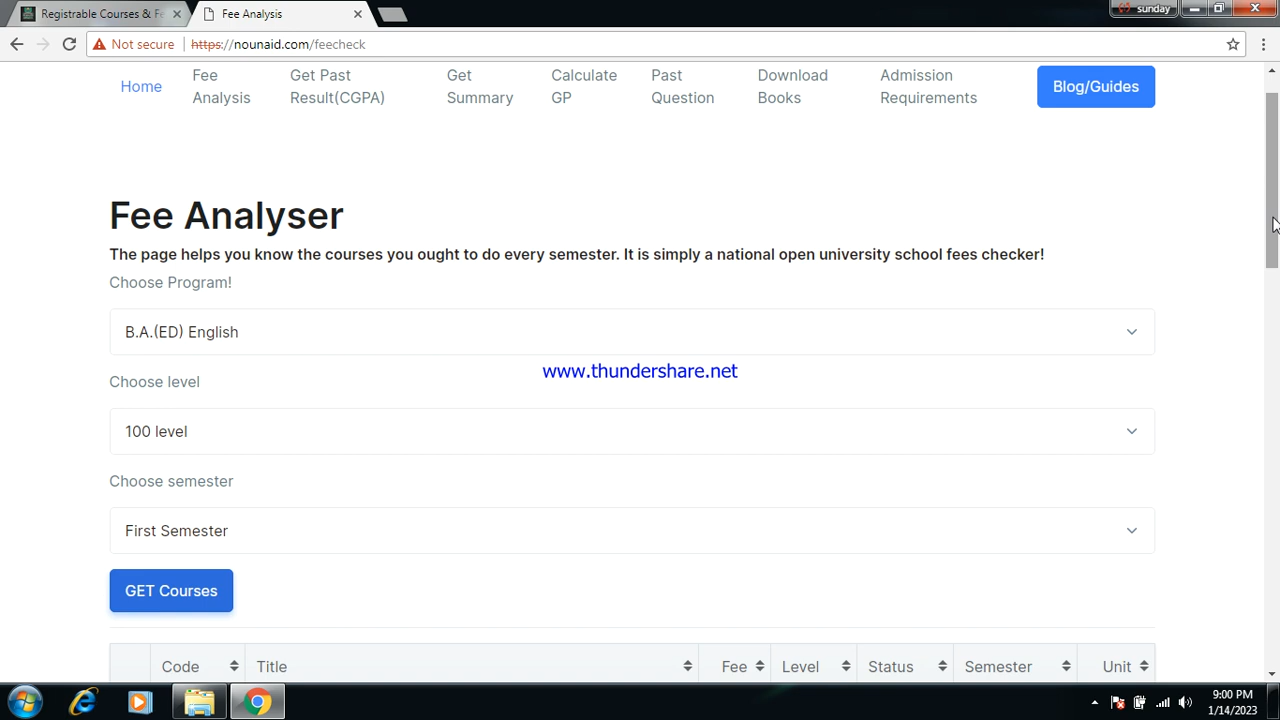 Registrable Courses & Fe
Fee Analysis
sunday
Not secure https://nounaid.com/feecheck
Home
Fee Analysis
Get Past Result(CGPA)
Get Summary
Calculate GP
Past Question
Download Books
Admission Requirements
Blog/Guides
Fee Analyser
The page helps you know the courses you ought to do every semester. It is simply a national open university school fees checker!
Choose Program!
B.A.(ED) English
www.thundershare.net
Choose level
100 level
Choose semester
First Semester
GET Courses
Code Title Fee Level Status Semester Unit
9:00 PM
1/14/2023